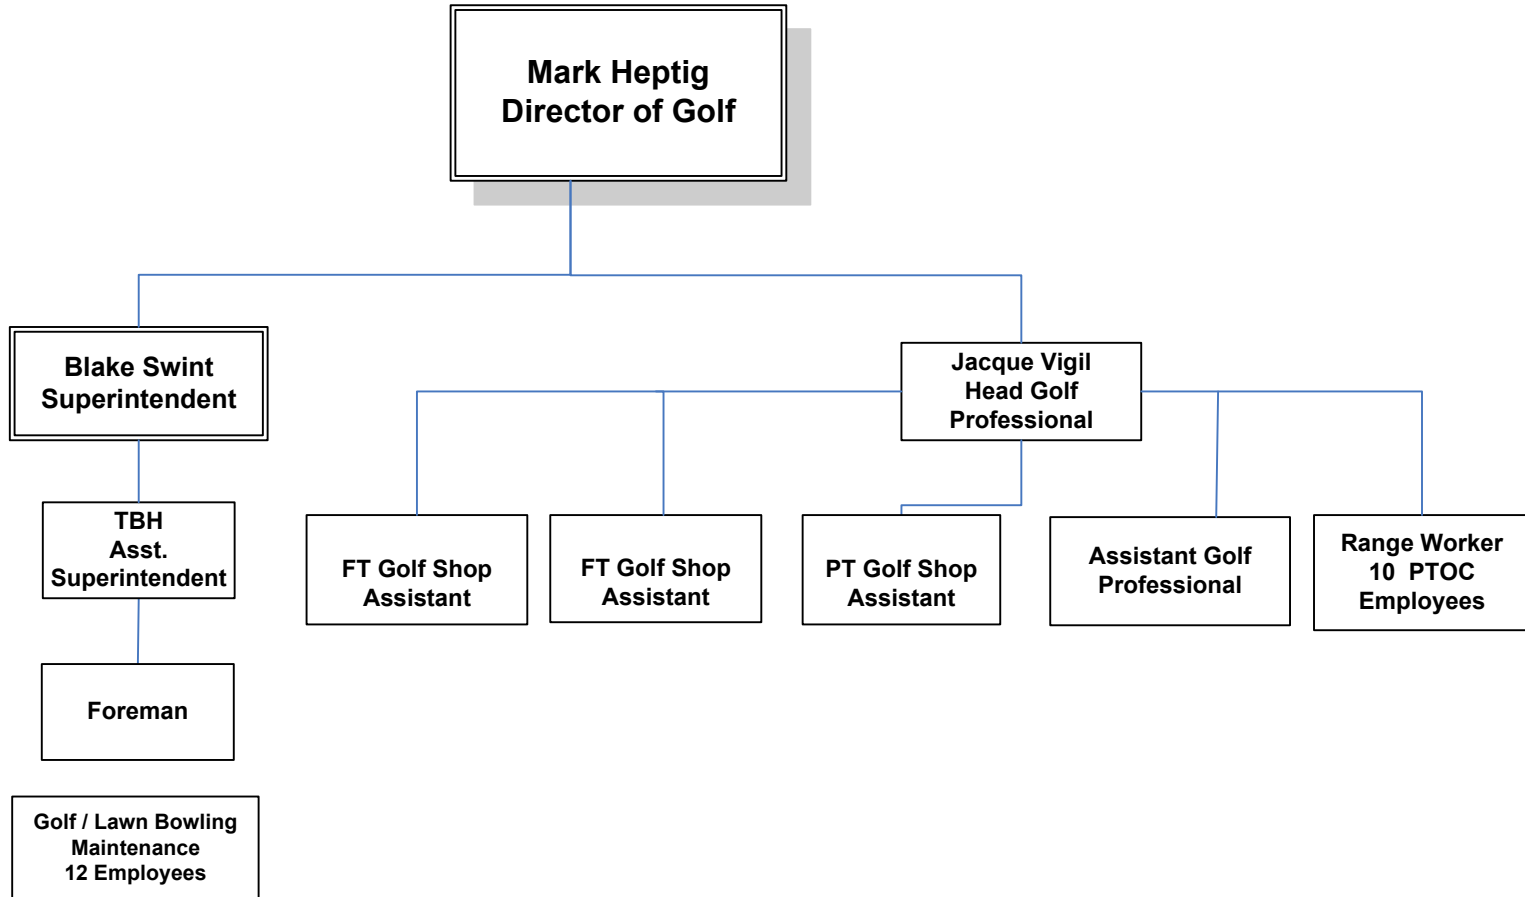 Mark Heptig
Director of Golf
Blake Swint
Superintendent
Jacque Vigil
Head Golf
Professional
TBH
Asst.
Superintendent
FT Golf Shop
Assistant
FT Golf Shop
Assistant
PT Golf Shop
Assistant
Assistant Golf
Professional
Range Worker
10 PTOC
Employees
Foreman
Golf / Lawn Bowling
Maintenance
12 Employees